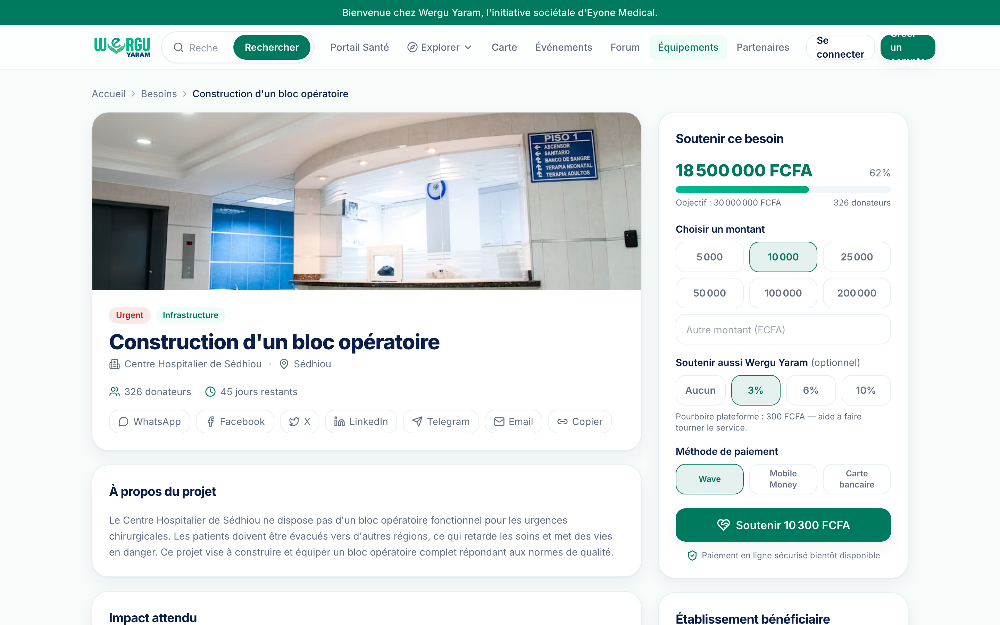 Bienvenue chez Wergu Yaram, l'initiative sociétale d'Eyone Medical.
WeRGU YARAM
Reche
Rechercher
Portail Santé
Explorer
Carte
Événements
Forum
Équipements
Partenaires
Se connecter
Créer un compte
Accueil > Besoins > Construction d'un bloc opératoire
PISO 1
ASCENSOR
SANITARIO
BANCO DE SANGRE
TERAPIA NEONATAL
TERAPIA ADULTOS
Urgent
Infrastructure
Construction d'un bloc opératoire
Centre Hospitalier de Sédhiou · Sédhiou
326 donateurs
45 jours restants
WhatsApp
Facebook
X
LinkedIn
Telegram
Email
Copier
À propos du projet
Le Centre Hospitalier de Sédhiou ne dispose pas d'un bloc opératoire fonctionnel pour les urgences
chirurgicales. Les patients doivent être évacués vers d'autres régions, ce qui retarde les soins et met des vies
en danger. Ce projet vise à construire et équiper un bloc opératoire complet répondant aux normes de qualité.
Impact attendu
Soutenir ce besoin
18 500 000 FCFA
62%
Objectif : 30 000 000 FCFA
326 donateurs
Choisir un montant
5 000
10 000
25 000
50 000
100 000
200 000
Autre montant (FCFA)
Soutenir aussi Wergu Yaram (optionnel)
Aucun
3%
6%
10%
Pourboire plateforme : 300 FCFA — aide à faire
tourner le service.
Méthode de paiement
Wave
Mobile
Money
Carte
bancaire
Soutenir 10 300 FCFA
Paiement en ligne sécurisé bientôt disponible
Établissement bénéficiaire